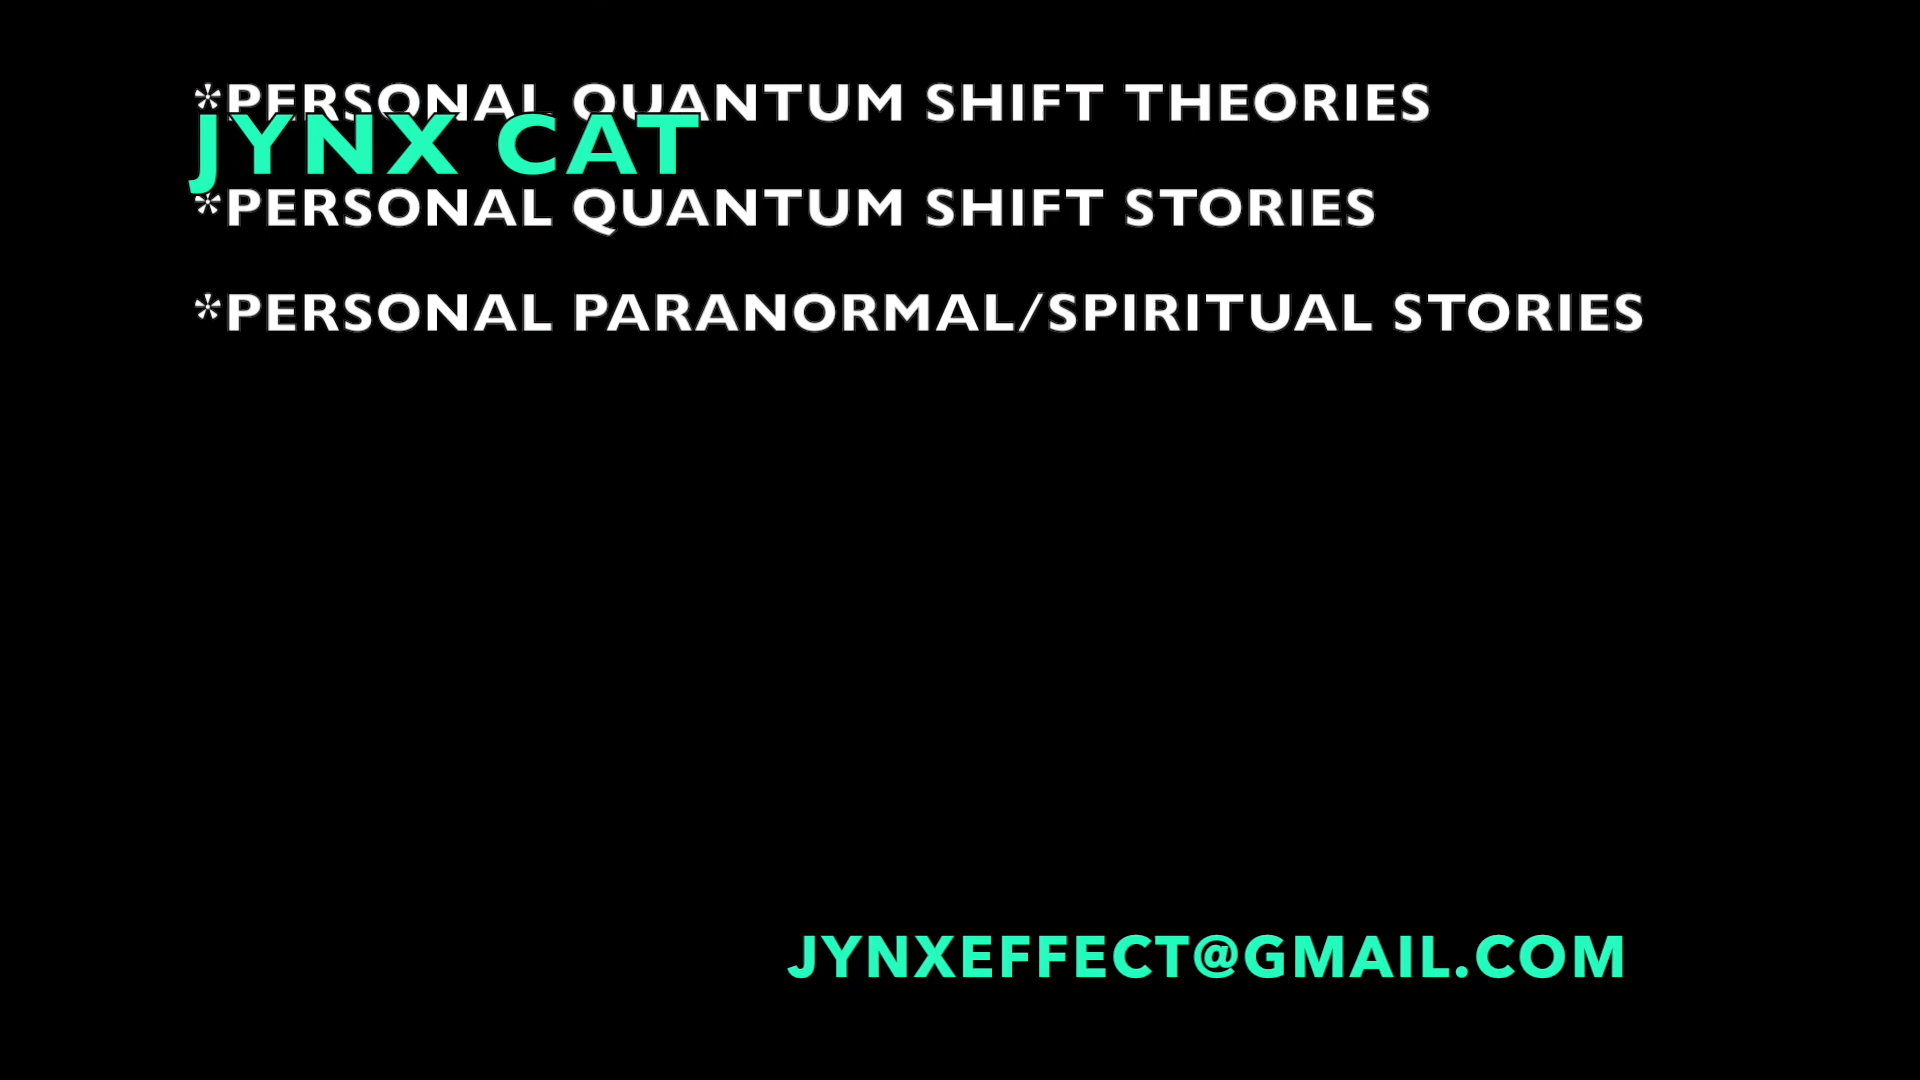 *PERSONAL QUANTUM SHIFT THEORIES
JYNX CAT
*PERSONAL QUANTUM SHIFT STORIES
*PERSONAL PARANORMAL/SPIRITUAL STORIES
JYNXEFFECT@GMAIL.COM